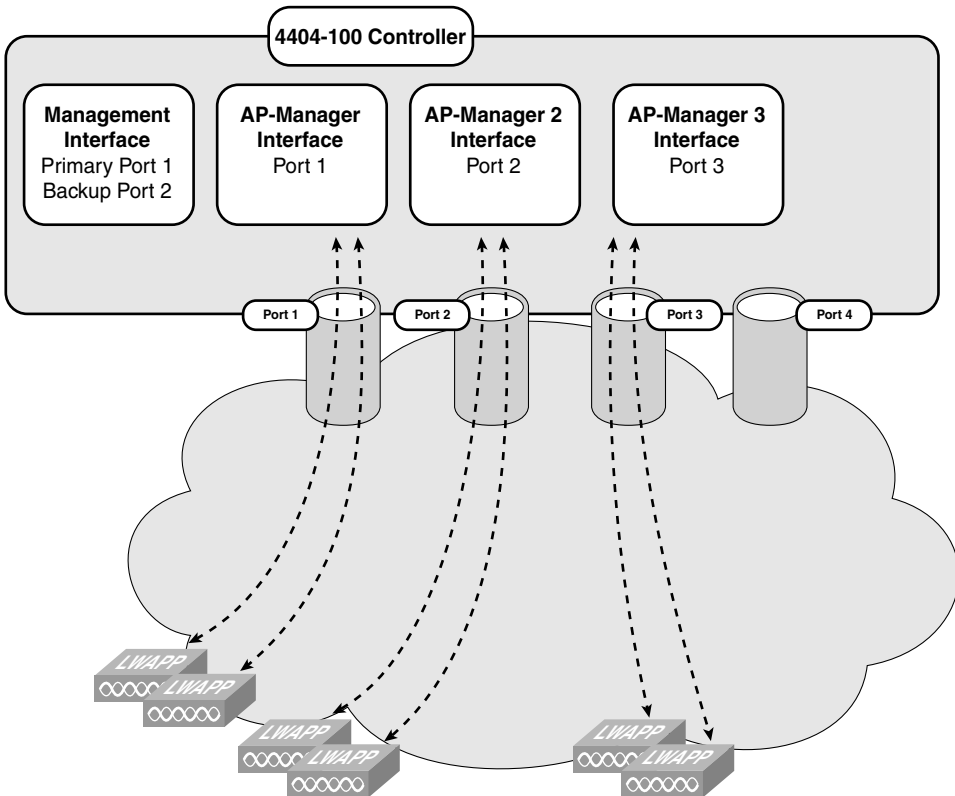 4404-100 Controller
Management
Interface
Primary Port 1
Backup Port 2
AP-Manager
Interface
Port 1
AP-Manager 2
Interface
Port 2
AP-Manager 3
Interface
Port 3
Port 1
Port 2
Port 3
Port 4
LWAPP
LWAPP
LWAPP
LWAPP
LWAPP
LWAPP